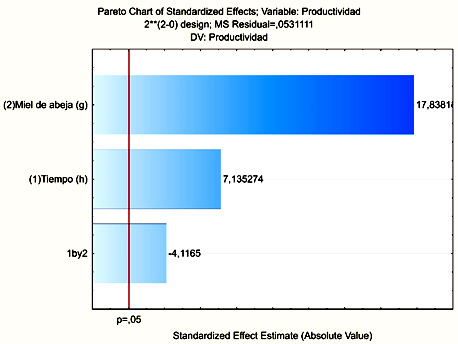 Pareto Chart of Standardized Effects; Variable: Productividad
2**(2-0) design; MS Residual=,0531111
DV: Productividad
(2)Miel de abeja (g)
17,83818
(1)Tiempo (h)
7,135274
1by2
-4,1165
p=,05
Standardized Effect Estimate (Absolute Value)